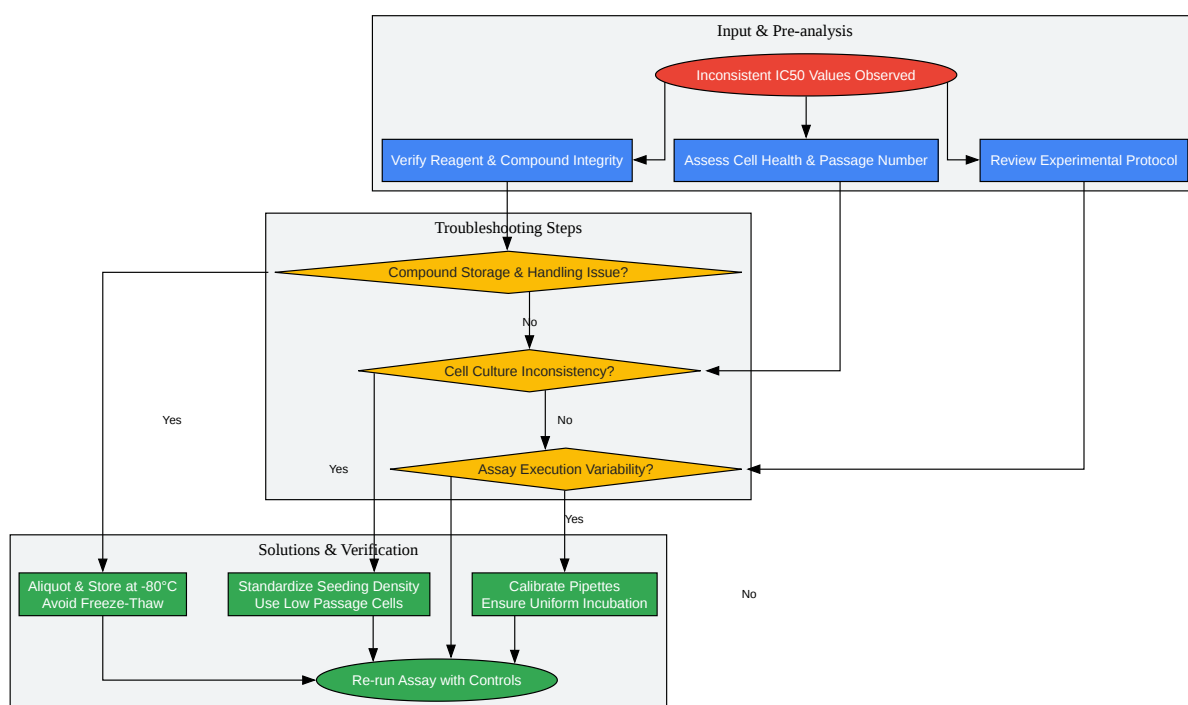 Input & Pre-analysis
Inconsistent IC50 Values Observed
Verify Reagent & Compound Integrity
Assess Cell Health & Passage Number
Review Experimental Protocol
Troubleshooting Steps
Compound Storage & Handling Issue?
No
Cell Culture Inconsistency?
Yes
No
Assay Execution Variability?
Yes
Yes
Solutions & Verification
Aliquot & Store at -80°C
Avoid Freeze-Thaw
Standardize Seeding Density
Use Low Passage Cells
Calibrate Pipettes
Ensure Uniform Incubation
No
Re-run Assay with Controls